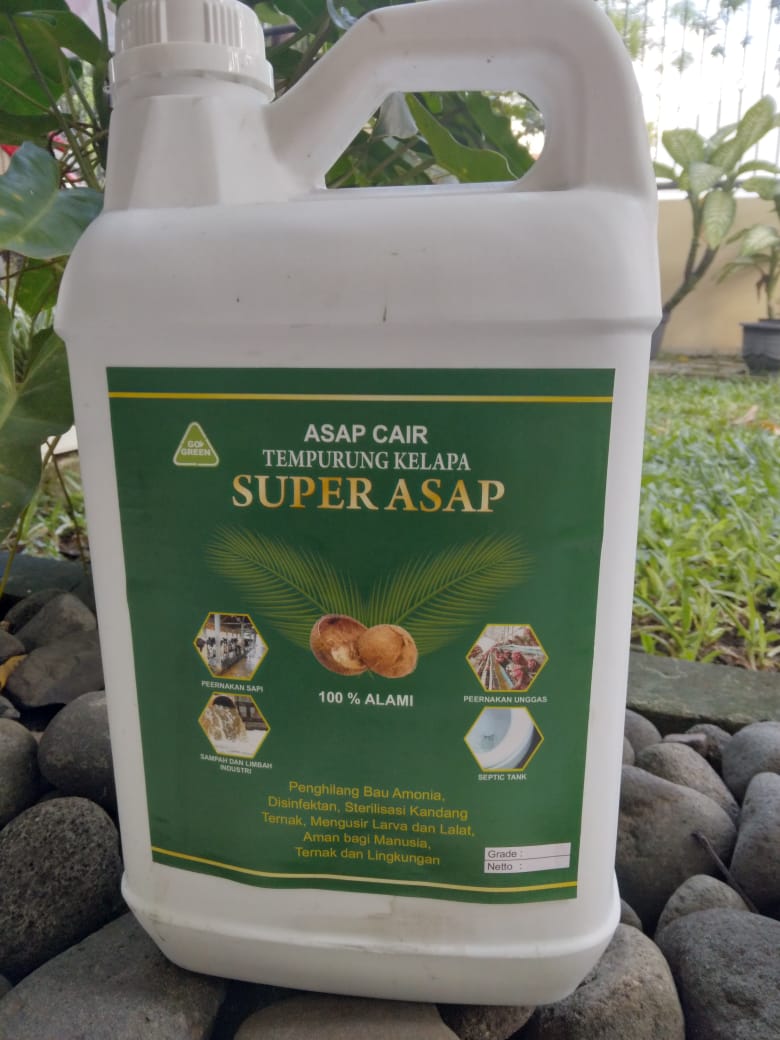 GO
GREEN
ASAP CAIR
TEMPURUNG KELAPA
SUPER ASAP
PEERNAKAN SAPI
PEERNAKAN UNGGAS
100 % ALAMI
SAMPAH DAN LIMBAH
INDUSTRI
SEPTIC TANK
Penghilang Bau Amonia,
Disinfektan, Sterilisasi Kandang
Ternak, Mengusir Larva dan Lalat,
Aman bagi Manusia,
Ternak dan Lingkungan
Grade :
Netto :